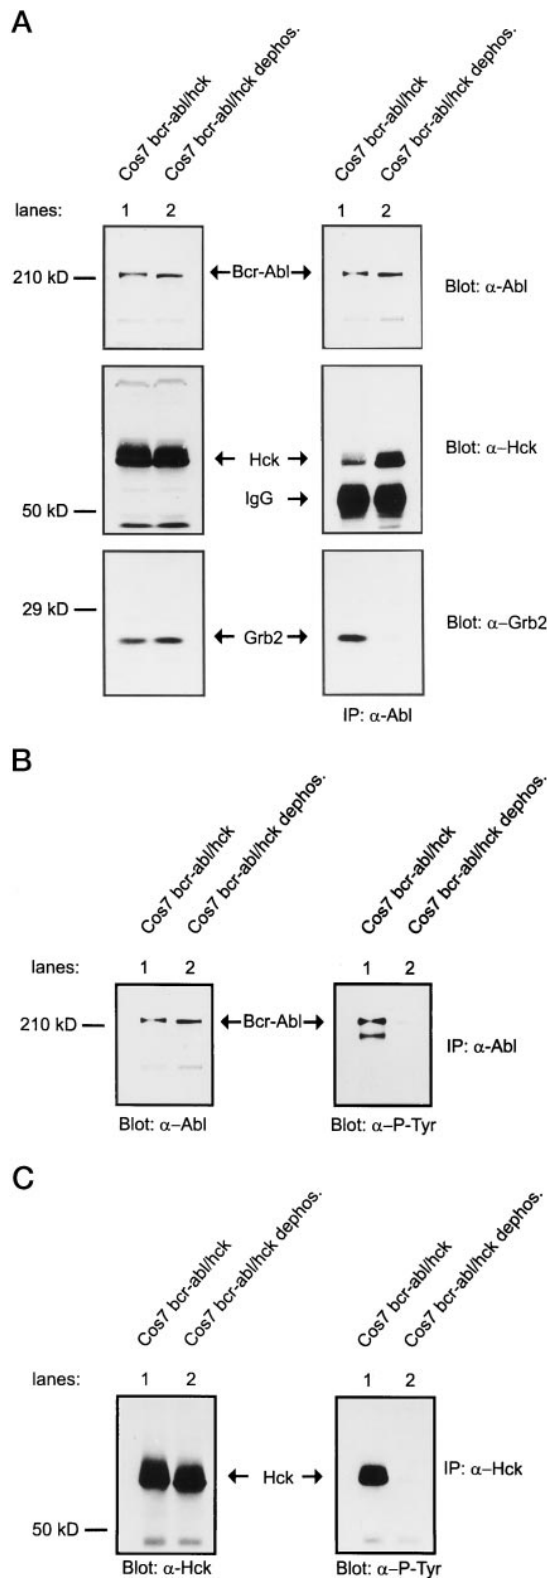 A
Cos7 bcr-abl/hck
Cos7 bcr-abl/hck dephos.
Cos7 bcr-abl/hck
Cos7 bcr-abl/hck dephos.
lanes: 1 2 1 2
210 kD Bcr-Abl Blot: α-Abl
Hck Blot: α–Hck
IgG
50 kD
29 kD
Grb2 Blot: α–Grb2
IP: α-Abl
B
Cos7 bcr-abl/hck
Cos7 bcr-abl/hck dephos.
Cos7 bcr-abl/hck
Cos7 bcr-abl/hck dephos.
lanes: 1 2 1 2
210 kD Bcr-Abl
IP: α-Abl
Blot: α–Abl Blot: α–P-Tyr
C
Cos7 bcr-abl/hck
Cos7 bcr-abl/hck dephos.
Cos7 bcr-abl/hck
Cos7 bcr-abl/hck dephos.
lanes: 1 2 1 2
Hck IP: α–Hck
50 kD
Blot: α-Hck Blot: α–P-Tyr